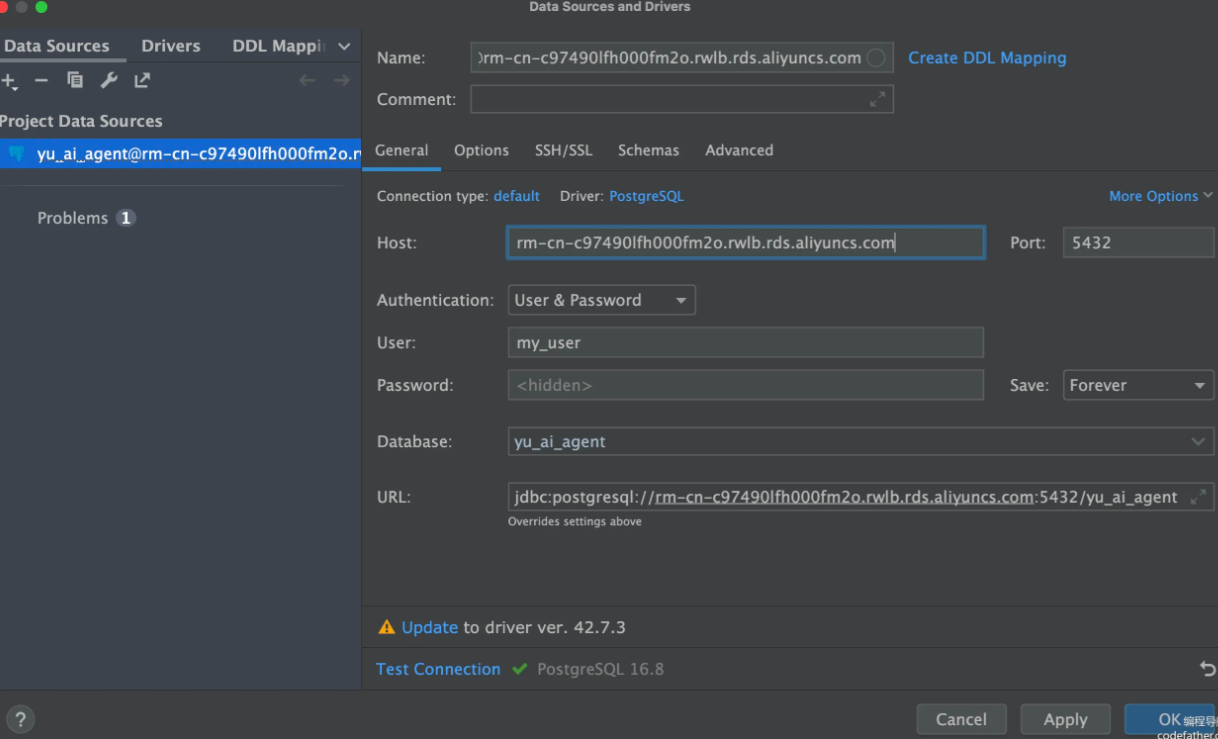 Data Sources and Drivers
Data Sources Drivers DDL Mappi
Name: rm-cn-c97490lfh000fm2o.rwlb.rds.aliyuncs.com Create DDL Mapping
Comment:
Project Data Sources
yu_ai_agent@rm-cn-c97490lfh000fm2o.r
General Options SSH/SSL Schemas Advanced
Connection type: default Driver: PostgreSQL More Options
Problems 1
Host: rm-cn-c97490lfh000fm2o.rwlb.rds.aliyuncs.com Port: 5432
Authentication: User & Password
User: my_user
Password: <hidden> Save: Forever
Database: yu_ai_agent
URL: jdbc:postgresql://rm-cn-c97490lfh000fm2o.rwlb.rds.aliyuncs.com:5432/yu_ai_agent
Overrides settings above
Update to driver ver. 42.7.3
Test Connection PostgreSQL 16.8
? Cancel Apply OK
编程导
codefather.c